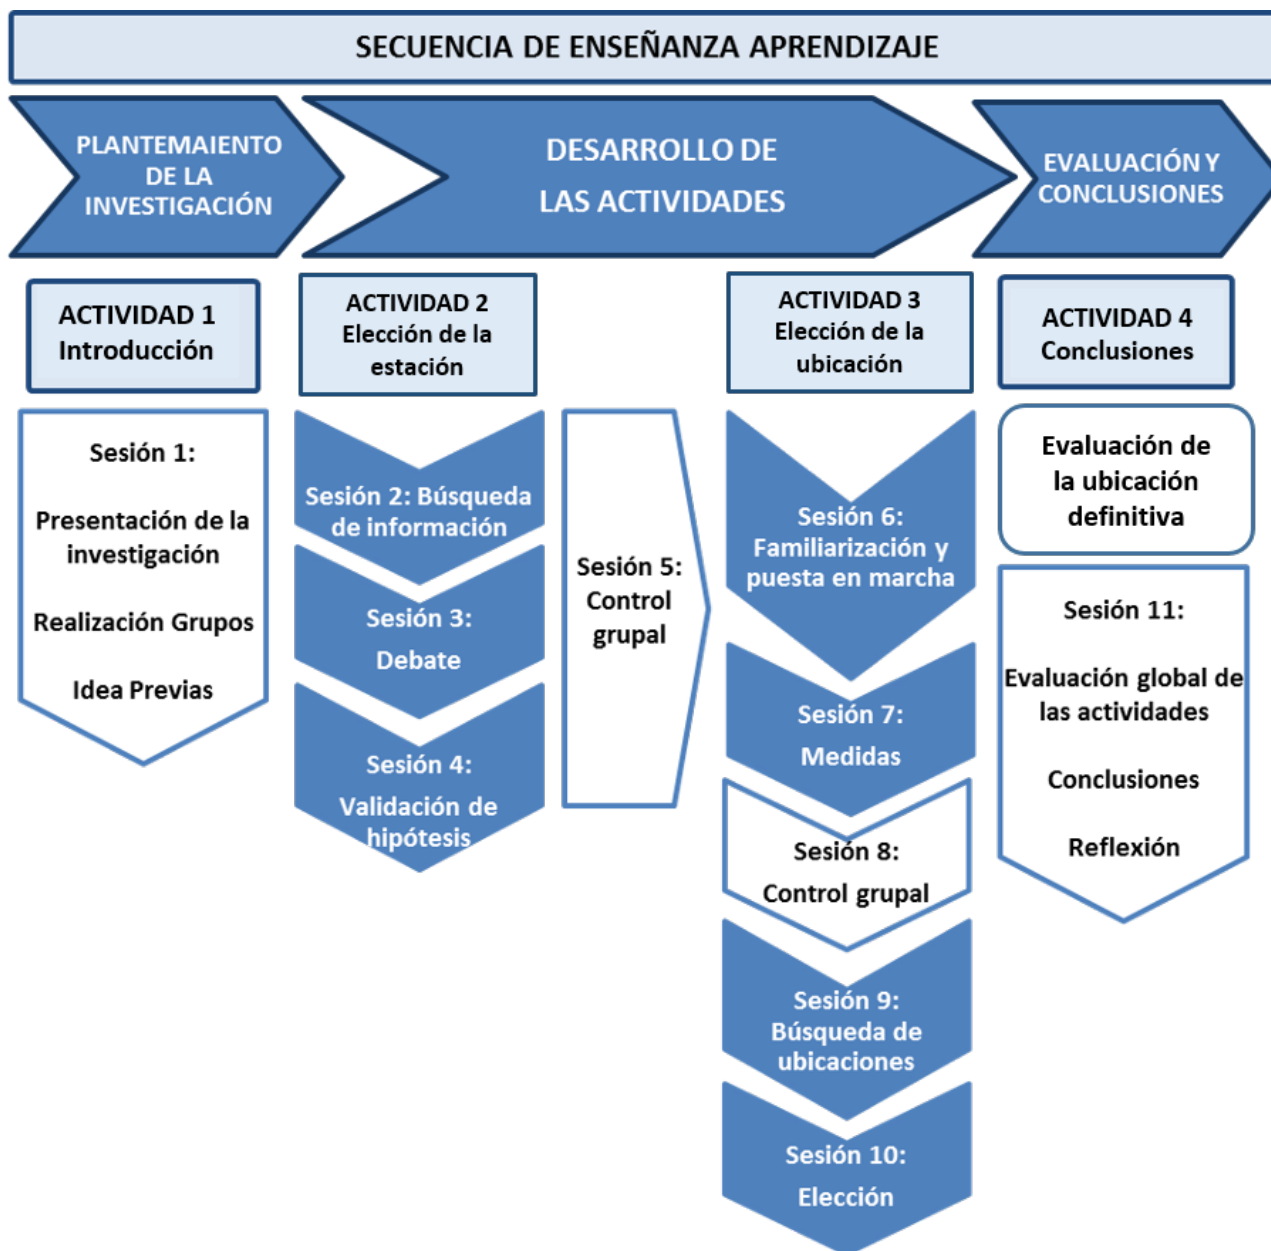 SECUENCIA DE ENSEÑANZA APRENDIZAJE
PLANTEMAIENTO
DE LA
INVESTIGACIÓN
DESARROLLO DE
LAS ACTIVIDADES
EVALUACIÓN Y
CONCLUSIONES
ACTIVIDAD 1
Introducción
Sesión 1:
Presentación de la
investigación
Realización Grupos
Idea Previas
ACTIVIDAD 2
Elección de la
estación
Sesión 2: Búsqueda
de información
Sesión 3:
Debate
Sesión 4:
Validación de
hipótesis
Sesión 5:
Control
grupal
ACTIVIDAD 3
Elección de la
ubicación
Sesión 6:
Familiarización y
puesta en marcha
Sesión 7:
Medidas
Sesión 8:
Control grupal
Sesión 9:
Búsqueda de
ubicaciones
Sesión 10:
Elección
ACTIVIDAD 4
Conclusiones
Evaluación de
la ubicación
definitiva
Sesión 11:
Evaluación global de
las actividades
Conclusiones
Reflexión